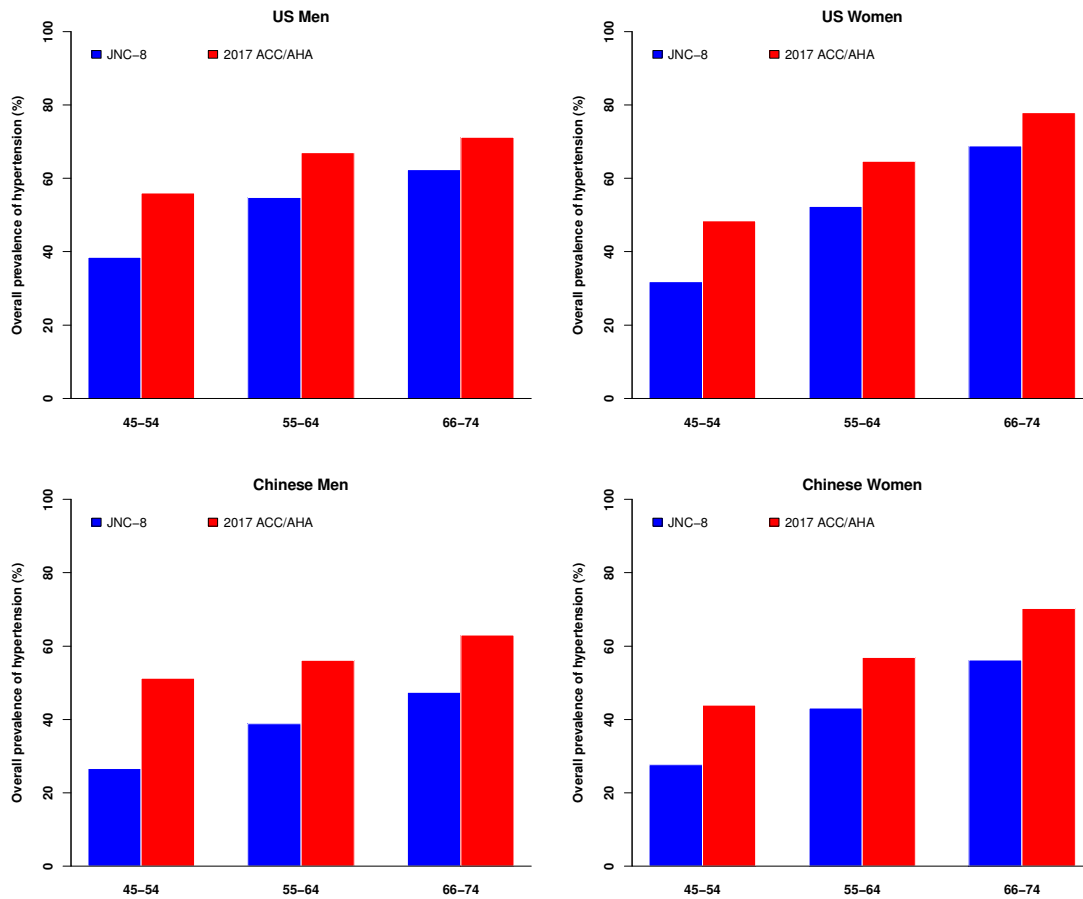 US Men
JNC−8 2017 ACC/AHA
Overall prevalence of hypertension (%)
0 20 40 60 80 100
45−54 55−64 66−74
US Women
JNC−8 2017 ACC/AHA
Overall prevalence of hypertension (%)
0 20 40 60 80 100
45−54 55−64 66−74
Chinese Men
JNC−8 2017 ACC/AHA
Overall prevalence of hypertension (%)
0 20 40 60 80 100
45−54 55−64 66−74
Chinese Women
JNC−8 2017 ACC/AHA
Overall prevalence of hypertension (%)
0 20 40 60 80 100
45−54 55−64 66−74